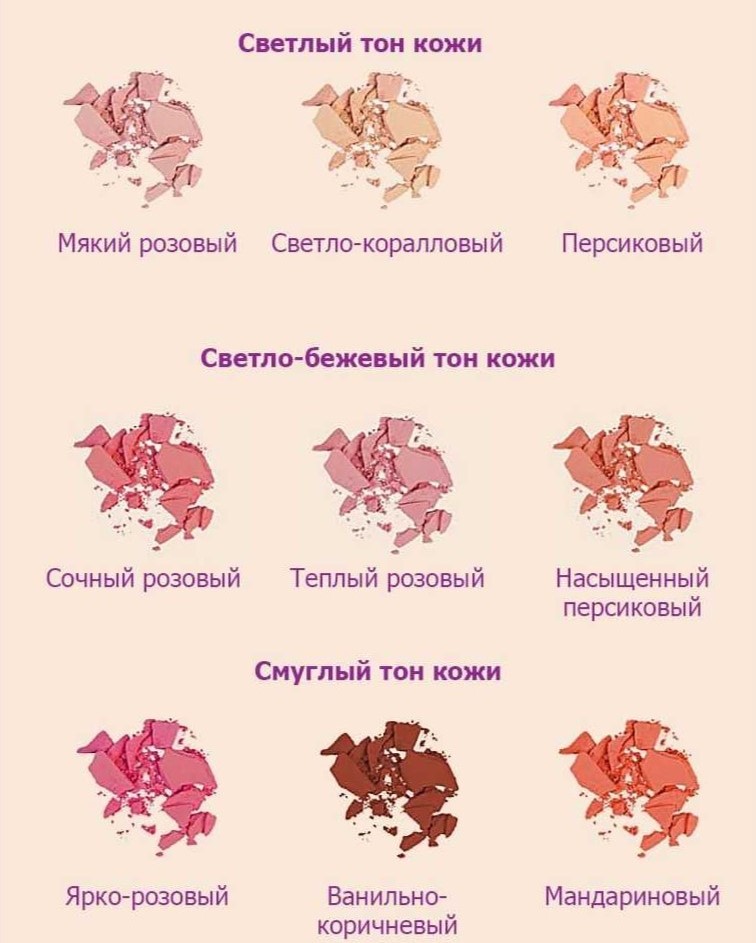 Светлый тон кожи
Мякий розовый
Светло-коралловый
Персиковый
Светло-бежевый тон кожи
Сочный розовый
Теплый розовый
Насыщенный
персиковый
Смуглый тон кожи
Ярко-розовый
Ванильно-
коричневый
Мандариновый